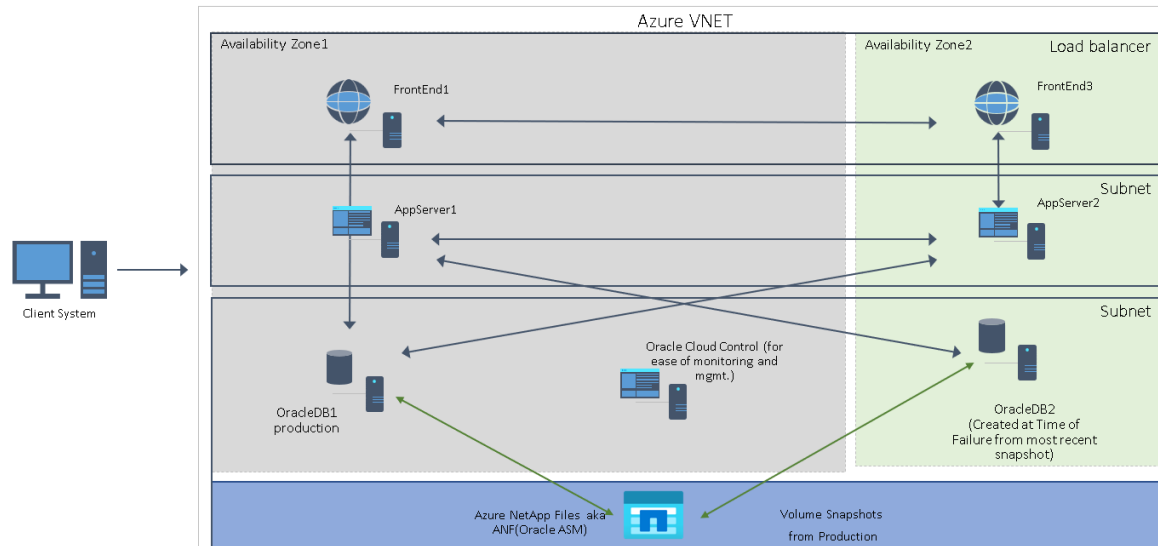 Azure VNET
Availability Zone1
Availability Zone2
Load balancer
FrontEnd1
FrontEnd3
Subnet
AppServer1
AppServer2
Client System
Subnet
Oracle Cloud Control (for
ease of monitoring and
mgmt.)
OracleDB1
production
OracleDB2
(Created at Time of
Failure from most recent
snapshot)
Azure NetApp Files aka
ANF(Oracle ASM)
Volume Snapshots
from Production